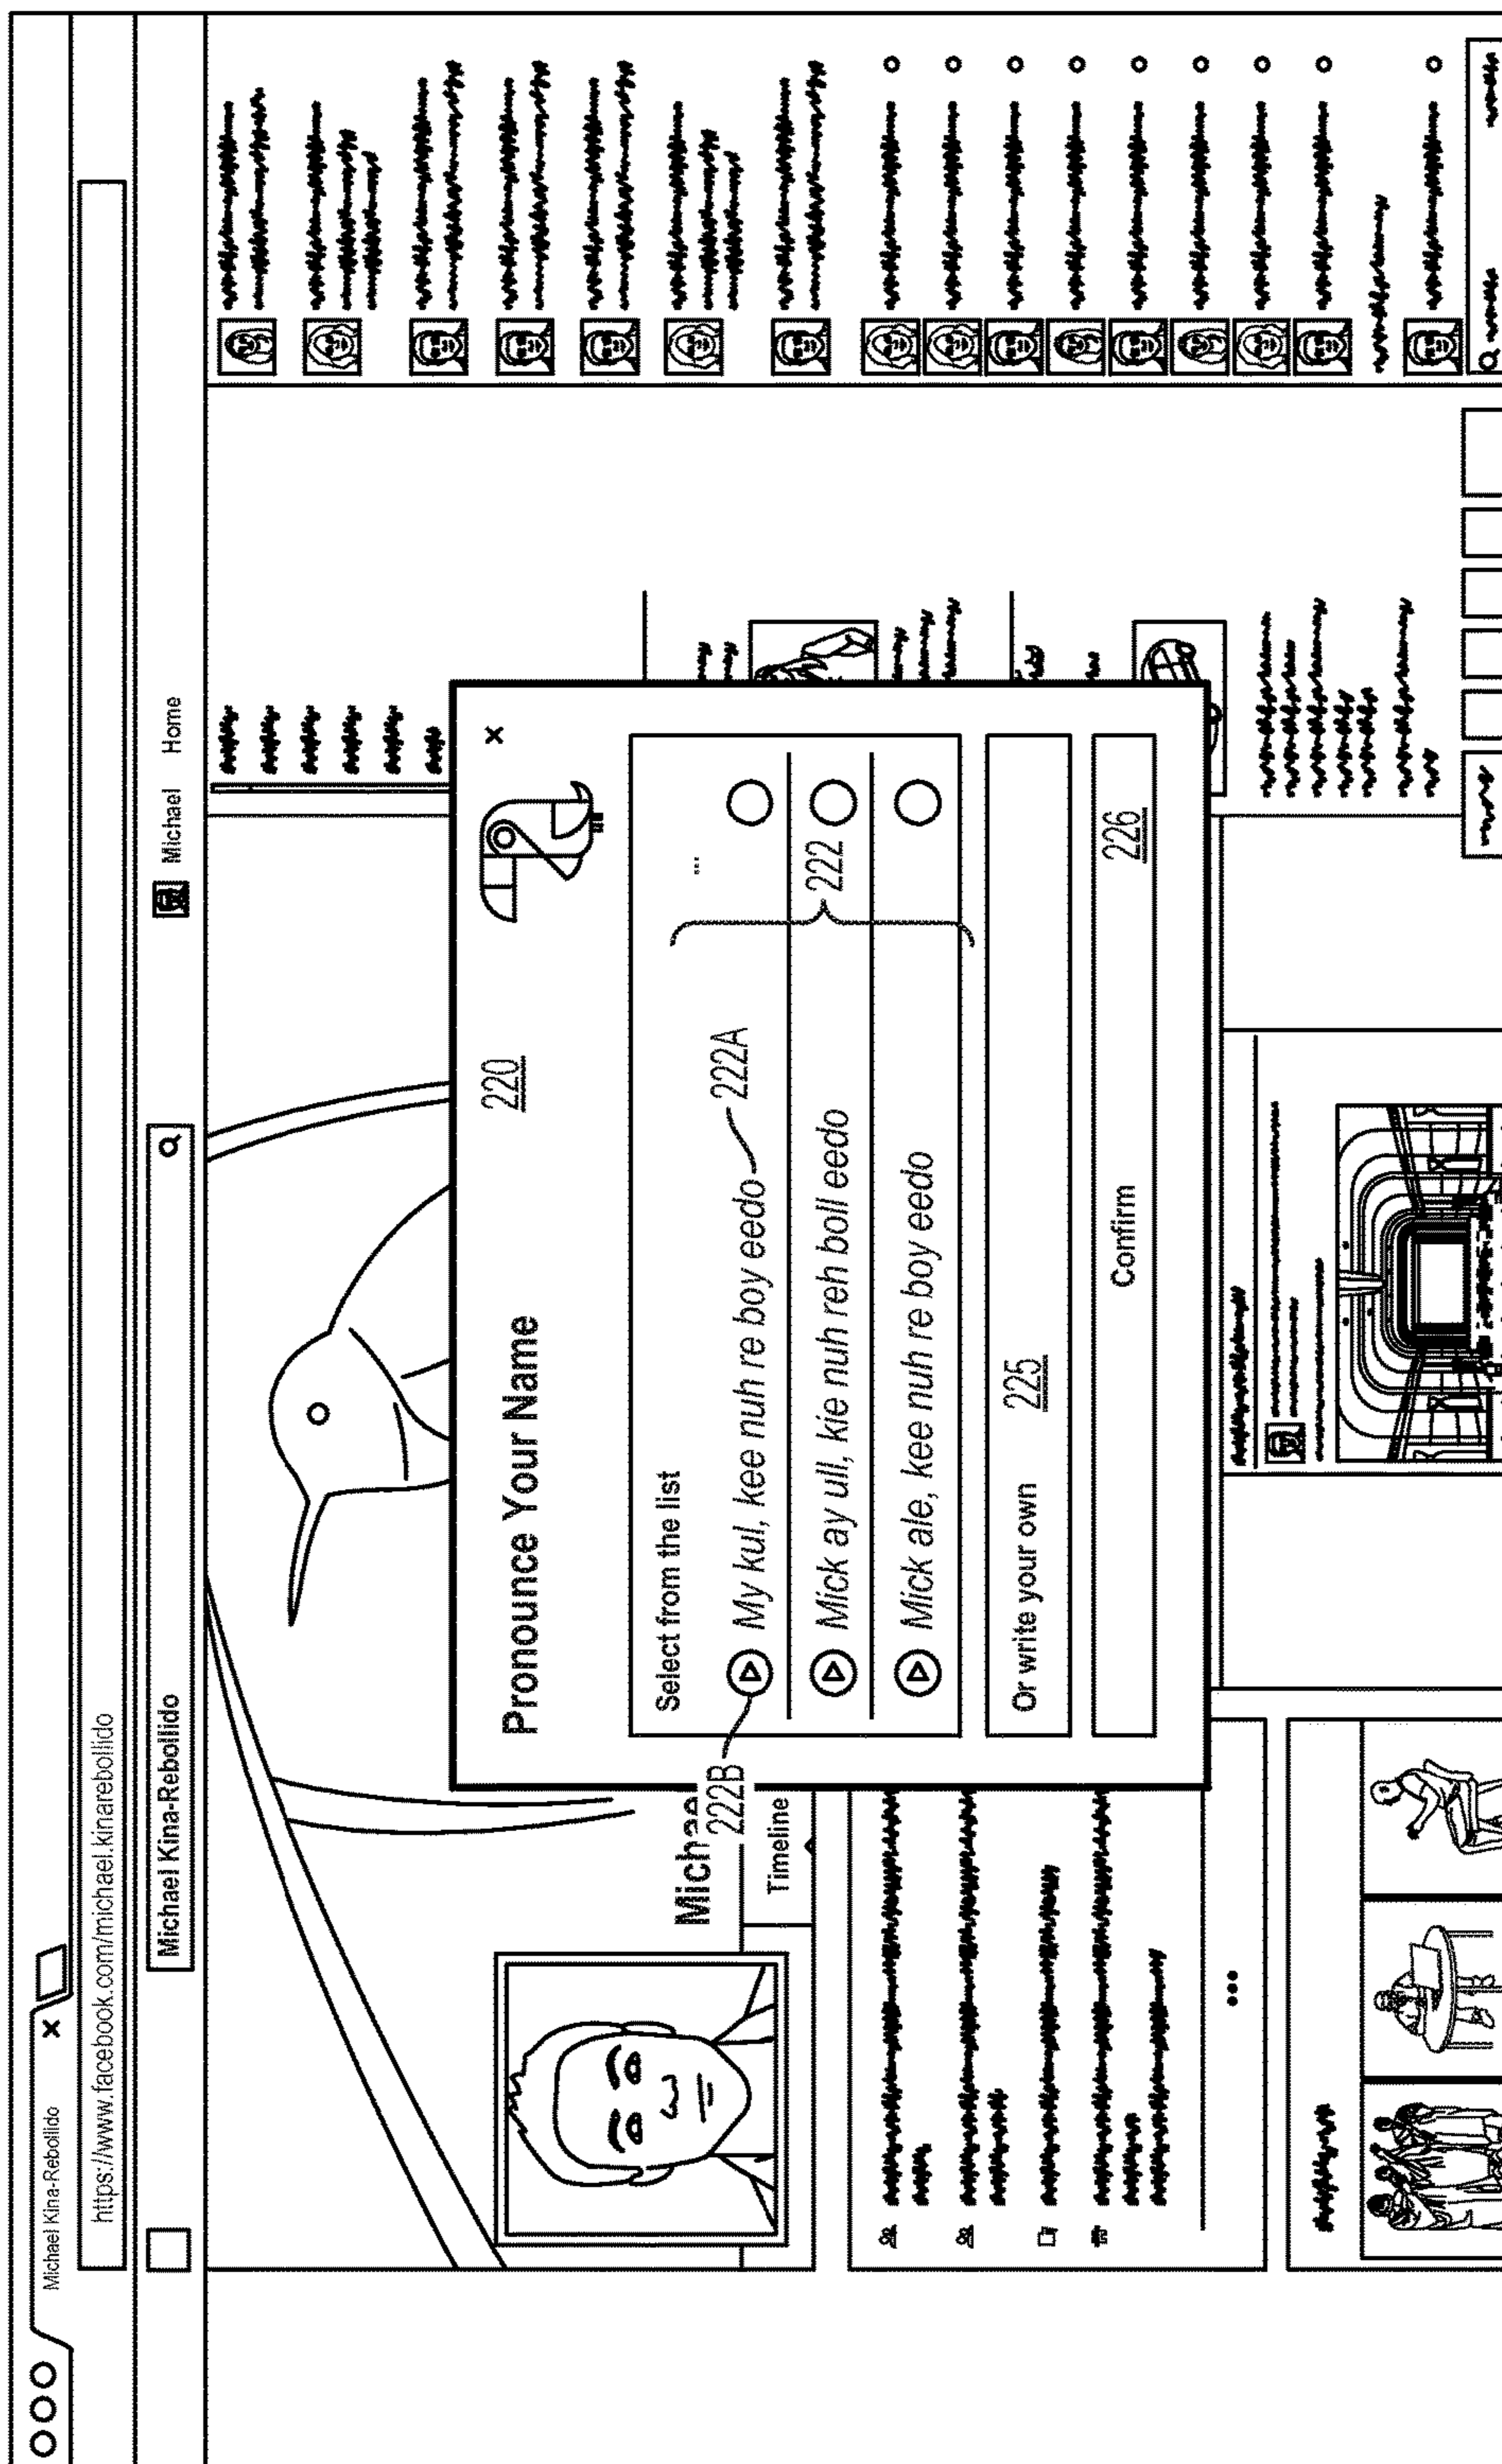 Michael Kina-Rebollido
https://www.facebook.com/michael.kinarebollido
Michael Kina-Rebollido
Michael Home
Pronounce Your Name 220
Select from the list
...
My kul, kee nuh re boy eedo 222A
222B
Mick ay ull, kie nuh reh boll eedo 222
Mick ale, kee nuh re boy eedo
Or write your own 225
Confirm 226
Michae
Timeline